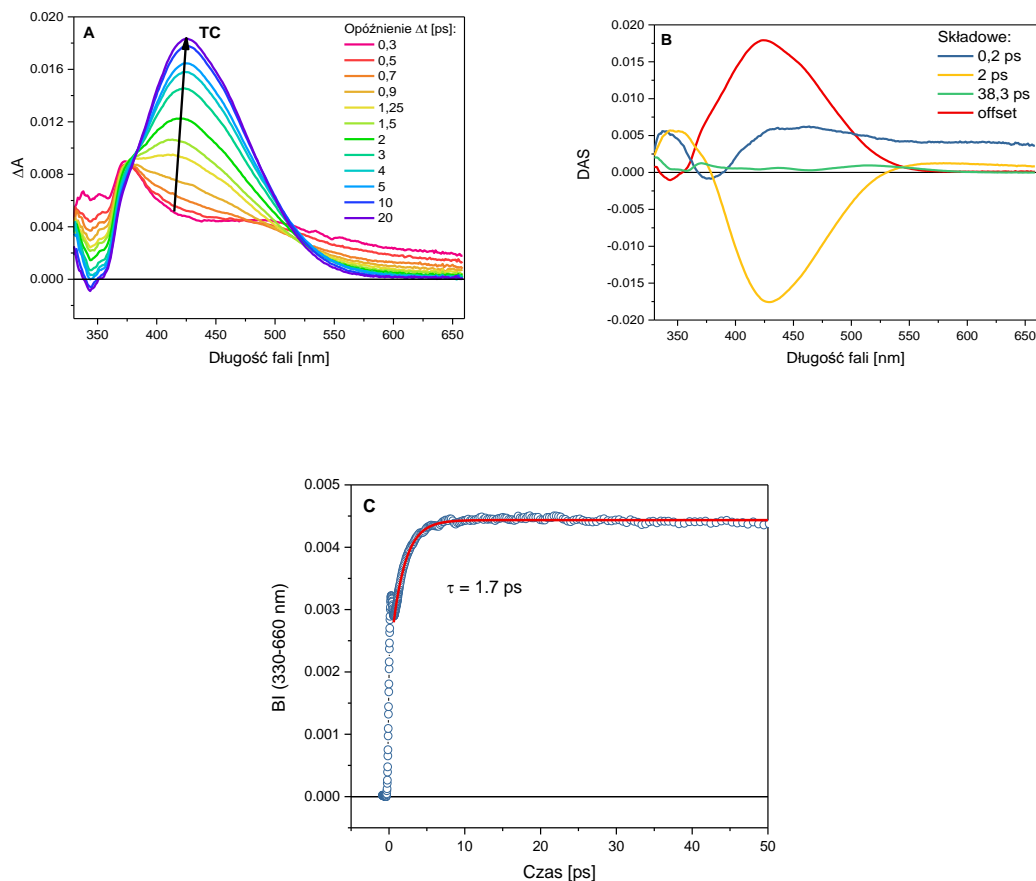 A
TC
Opóźnienie Δt [ps]:
0,3
0,5
0,7
0,9
1,25
1,5
2
3
4
5
10
20
0.020
0.016
0.012
0.008
0.004
0.000
ΔA
350 400 450 500 550 600 650
Długość fali [nm]
B
Składowe:
0,2 ps
2 ps
38,3 ps
offset
0.020
0.015
0.010
0.005
0.000
-0.005
-0.010
-0.015
-0.020
DAS
350 400 450 500 550 600 650
Długość fali [nm]
C
τ = 1.7 ps
0.005
0.004
0.003
0.002
0.001
0.000
BI (330-660 nm)
0 10 20 30 40 50
Czas [ps]